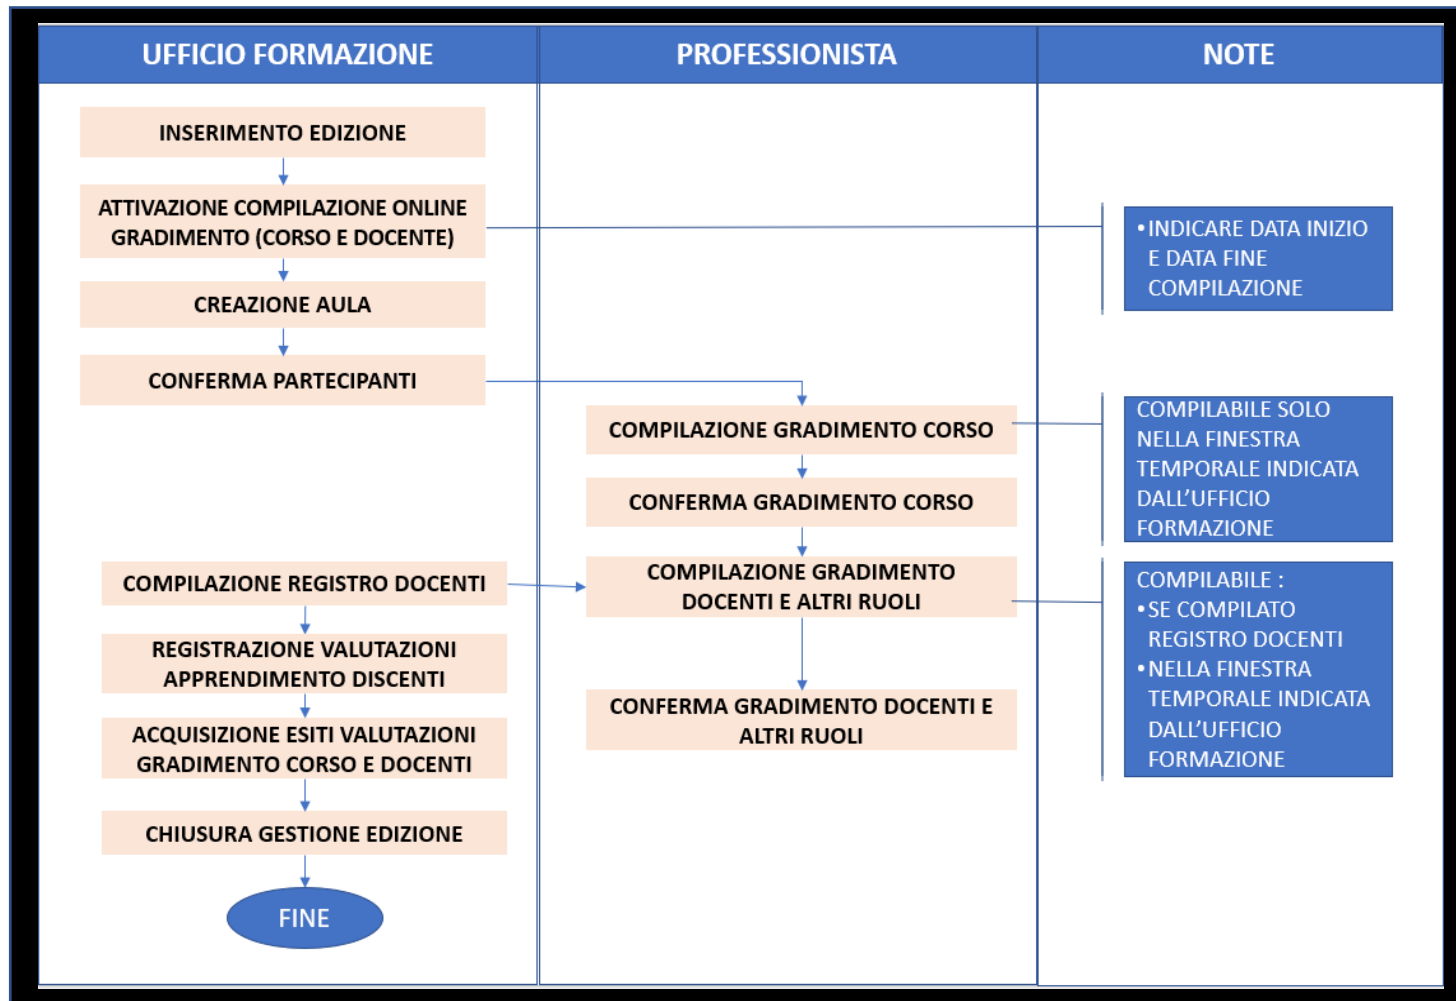 UFFICIO FORMAZIONE
PROFESSIONISTA
NOTE
INSERIMENTO EDIZIONE
ATTIVAZIONE COMPILAZIONE ONLINE
GRADIMENTO (CORSO E DOCENTE)
•INDICARE DATA INIZIO
E DATA FINE
COMPILAZIONE
CREAZIONE AULA
CONFERMA PARTECIPANTI
COMPILAZIONE GRADIMENTO CORSO
COMPILABILE SOLO
NELLA FINESTRA
TEMPORALE INDICATA
DALL'UFFICIO
FORMAZIONE
CONFERMA GRADIMENTO CORSO
COMPILAZIONE REGISTRO DOCENTI
COMPILAZIONE GRADIMENTO
DOCENTI E ALTRI RUOLI
COMPILABILE :
•SE COMPILATO
REGISTRO DOCENTI
•NELLA FINESTRA
TEMPORALE INDICATA
DALL'UFFICIO
FORMAZIONE
REGISTRAZIONE VALUTAZIONI
APPRENDIMENTO DISCENTI
CONFERMA GRADIMENTO DOCENTI E
ALTRI RUOLI
ACQUISIZIONE ESITI VALUTAZIONI
GRADIMENTO CORSO E DOCENTI
CHIUSURA GESTIONE EDIZIONE
FINE